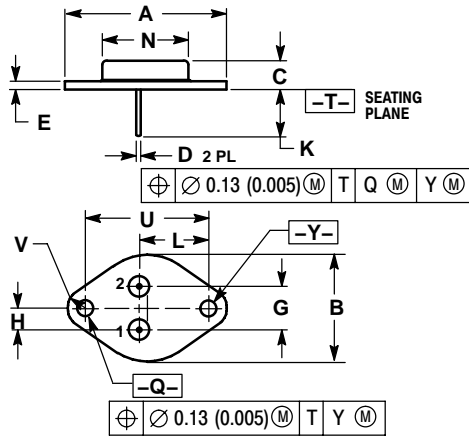 A
N
C
E
–T– SEATING PLANE
K
D 2 PL
⌖ ∅ 0.13 (0.005) Ⓜ T Q Ⓜ Y Ⓜ
U
V
L
–Y–
2
H
G
B
1
–Q–
⌖ ∅ 0.13 (0.005) Ⓜ T Y Ⓜ